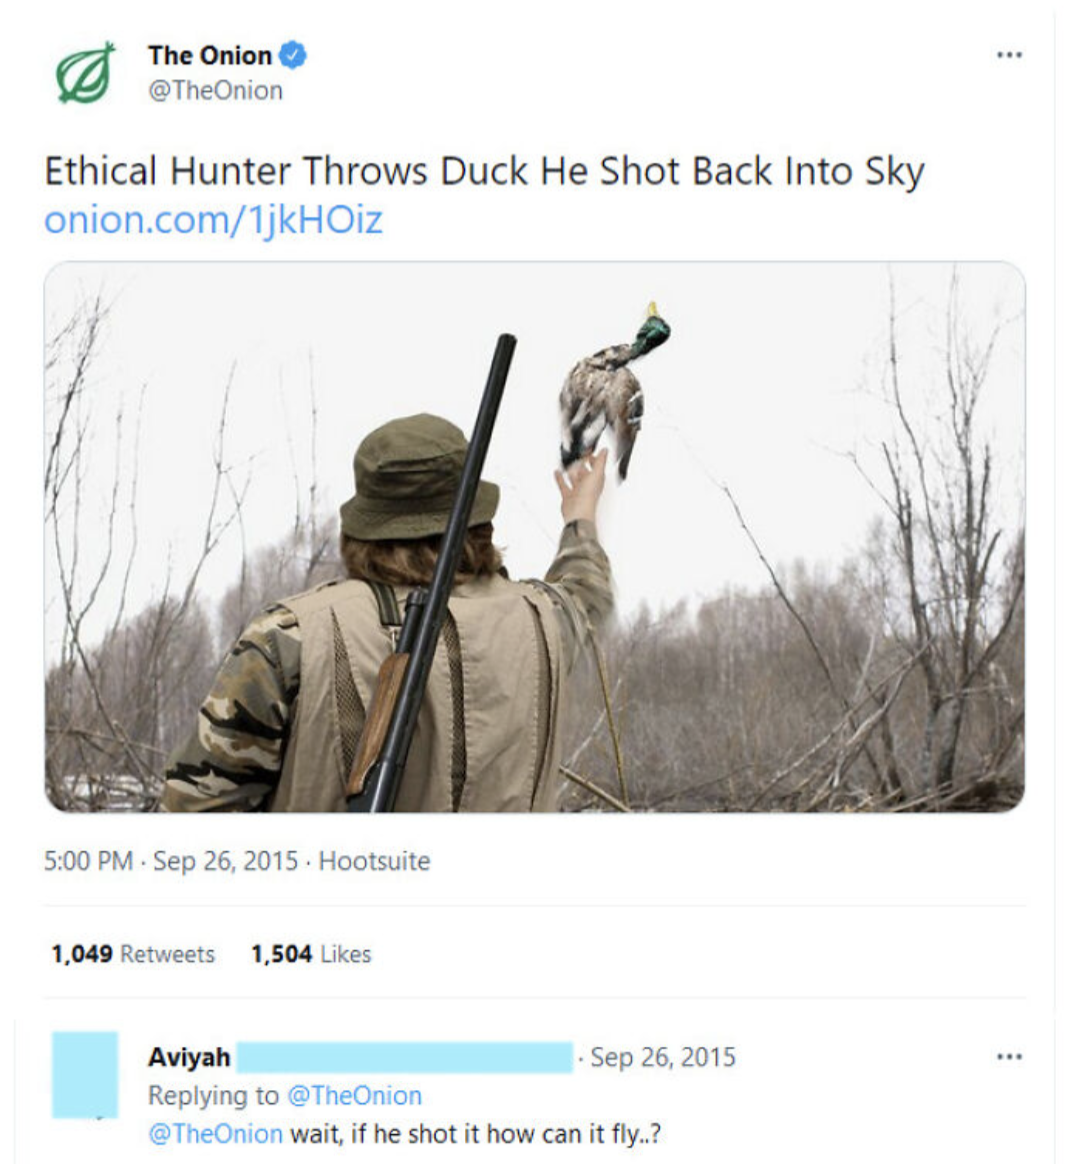 The Onion
@TheOnion
Ethical Hunter Throws Duck He Shot Back Into Sky
onion.com/1jkHOiz
5:00 PM · Sep 26, 2015 · Hootsuite
1,049 Retweets 1,504 Likes
Aviyah · Sep 26, 2015
Replying to @TheOnion
@TheOnion wait, if he shot it how can it fly..?